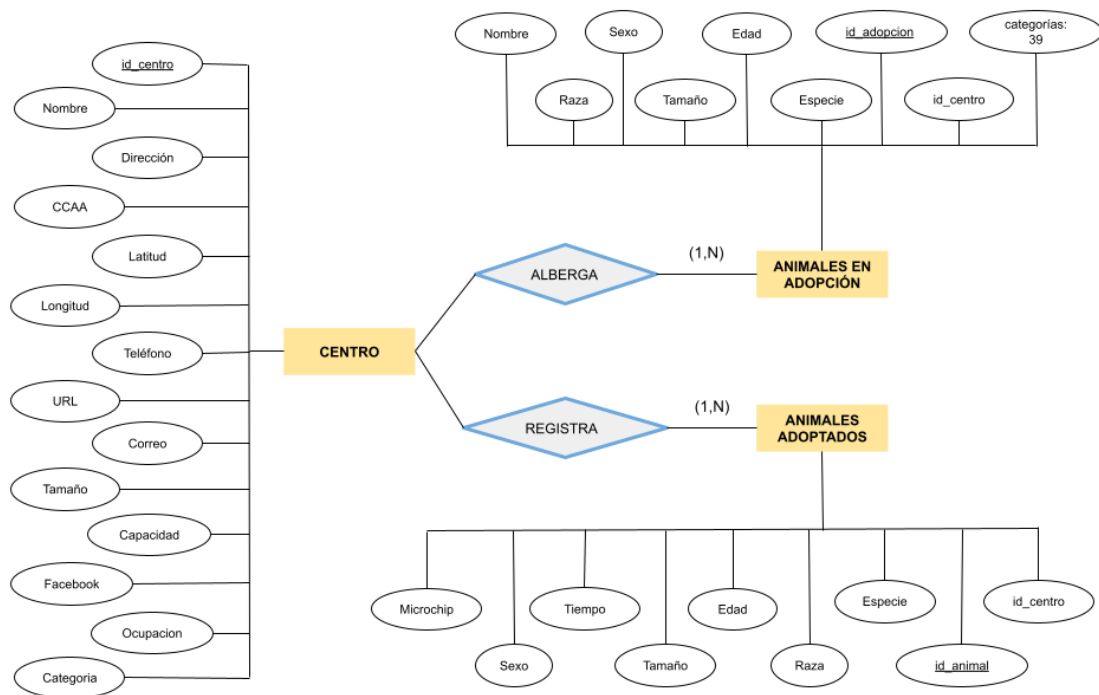 Nombre
Sexo
Edad
id_adopcion
categorías:
39
Raza
Tamaño
Especie
id_centro
id_centro
Nombre
Dirección
CCAA
Latitud
Longitud
Teléfono
URL
Correo
Tamaño
Capacidad
Facebook
Ocupacion
Categoria
CENTRO
ALBERGA
(1,N)
ANIMALES EN
ADOPCIÓN
REGISTRA
(1,N)
ANIMALES
ADOPTADOS
Microchip
Tiempo
Edad
Especie
id_centro
Sexo
Tamaño
Raza
id_animal